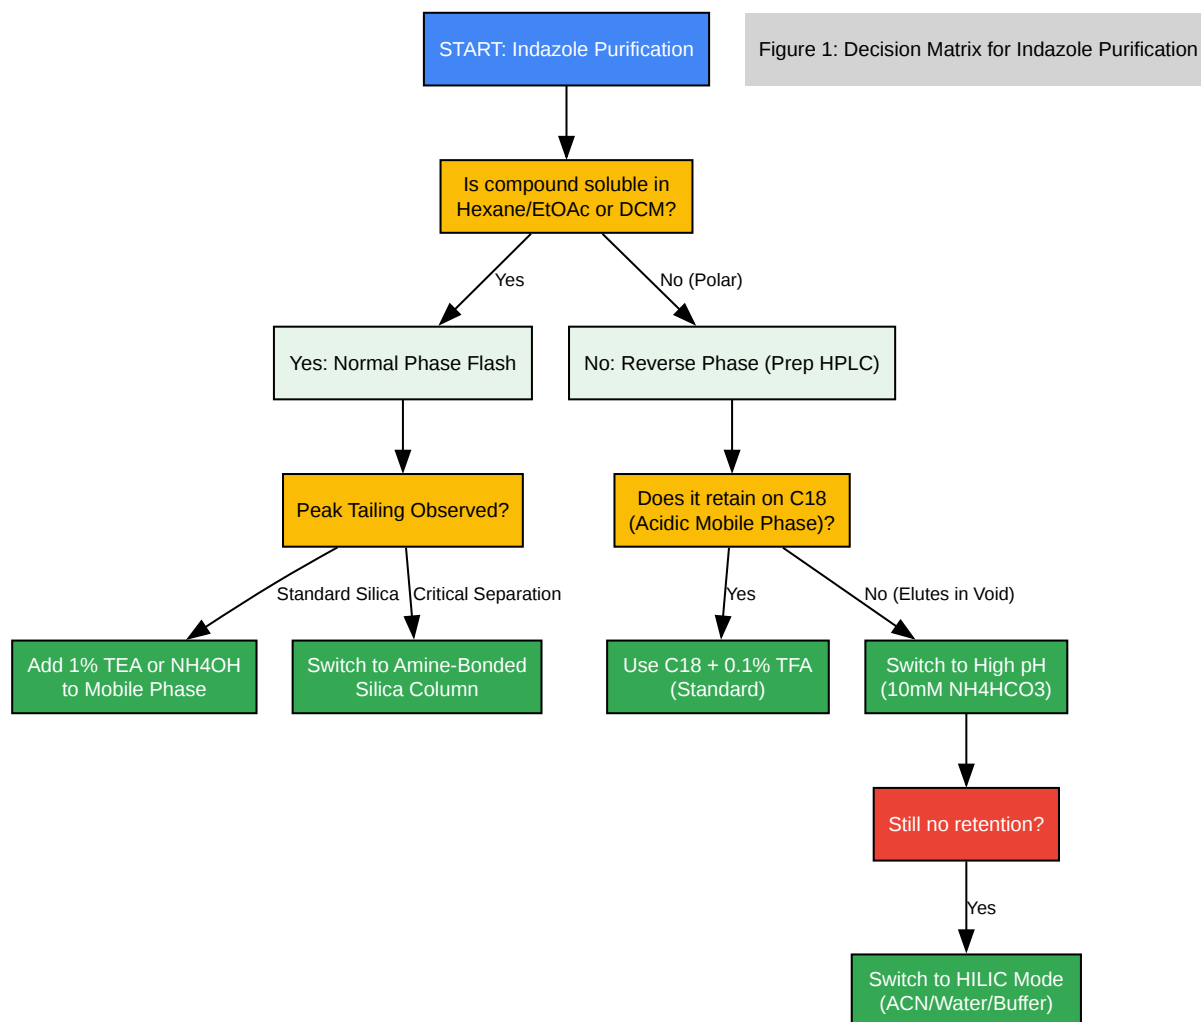 START: Indazole Purification
Figure 1: Decision Matrix for Indazole Purification
Is compound soluble in
Hexane/EtOAc or DCM?
Yes
No (Polar)
Yes: Normal Phase Flash
No: Reverse Phase (Prep HPLC)
Peak Tailing Observed?
Does it retain on C18
(Acidic Mobile Phase)?
Standard Silica
Critical Separation
Yes
No (Elutes in Void)
Add 1% TEA or NH4OH
to Mobile Phase
Switch to Amine-Bonded
Silica Column
Use C18 + 0.1% TFA
(Standard)
Switch to High pH
(10mM NH4HCO3)
Still no retention?
Yes
Switch to HILIC Mode
(ACN/Water/Buffer)